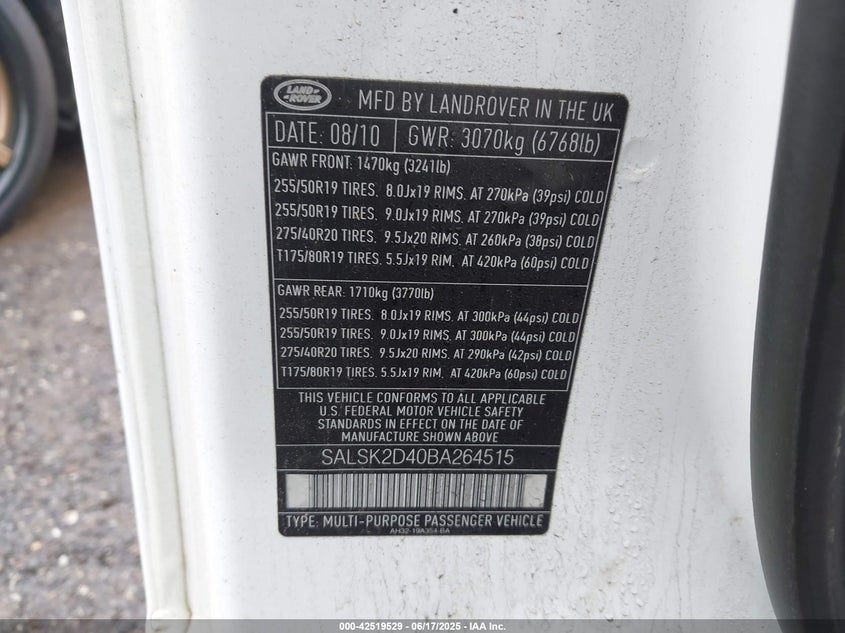 LAND
ROVER
MFD BY LANDROVER IN THE UK
DATE: 08/10 GWR: 3070kg (6768lb)
GAWR FRONT: 1470kg (3241lb)
255/50R19 TIRES. 8.0Jx19 RIMS. AT 270kPa (39psi) COLD
255/50R19 TIRES. 9.0Jx19 RIMS. AT 270kPa (39psi) COLD
275/40R20 TIRES. 9.5Jx20 RIMS. AT 260kPa (38psi) COLD
T175/80R19 TIRES. 5.5Jx19 RIM. AT 420kPa (60psi) COLD
GAWR REAR: 1710kg (3770lb)
255/50R19 TIRES. 8.0Jx19 RIMS. AT 300kPa (44psi) COLD
255/50R19 TIRES. 9.0Jx19 RIMS. AT 300kPa (44psi) COLD
275/40R20 TIRES. 9.5Jx20 RIMS. AT 290kPa (42psi) COLD
T175/80R19 TIRES. 5.5Jx19 RIM. AT 420kPa (60psi) COLD
THIS VEHICLE CONFORMS TO ALL APPLICABLE
U.S. FEDERAL MOTOR VEHICLE SAFETY
STANDARDS IN EFFECT ON THE DATE OF
MANUFACTURE SHOWN ABOVE
SALSK2D40BA264515
TYPE: MULTI-PURPOSE PASSENGER VEHICLE
AH32-19A354-BA
000-42519529 - 06/17/2025 - IAA Inc.